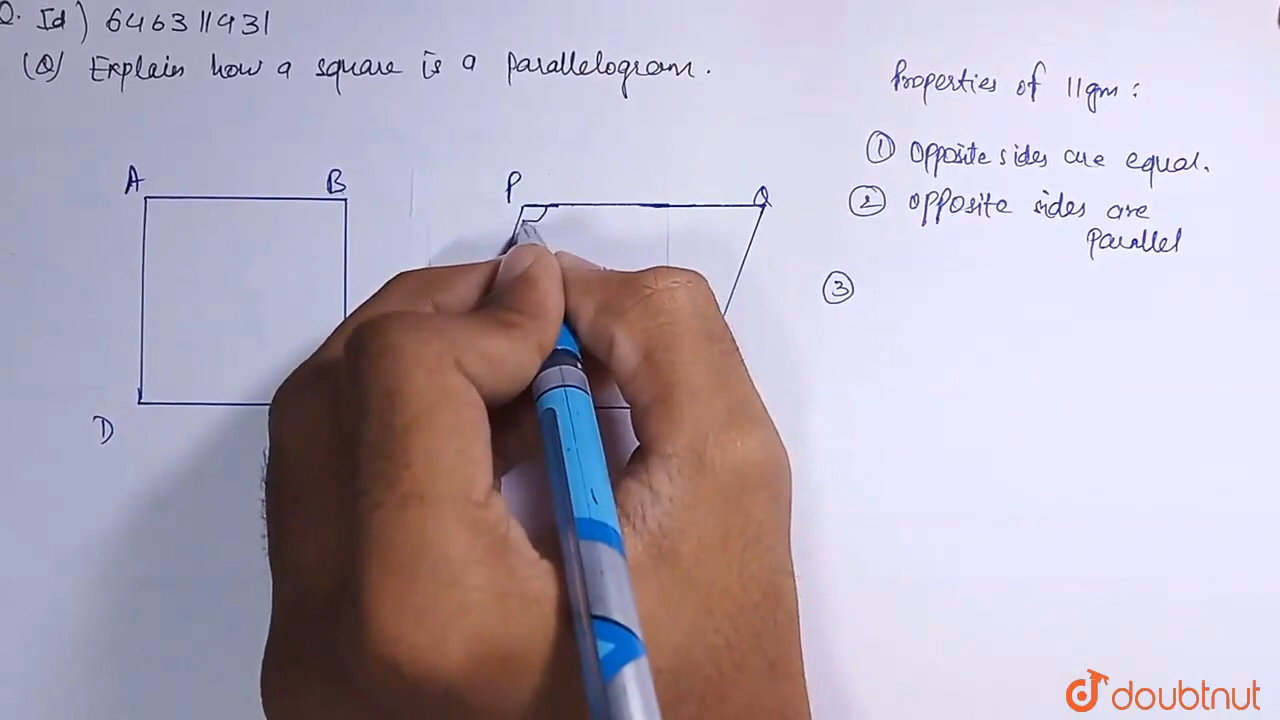 Q. Id) 646311931
(Q) Explain how a square is a parallelogram.
Properties of 11gm:
① Opposite sides are equal.
② Opposite sides are
Parallel
③
A B P Q
D
doubtnut